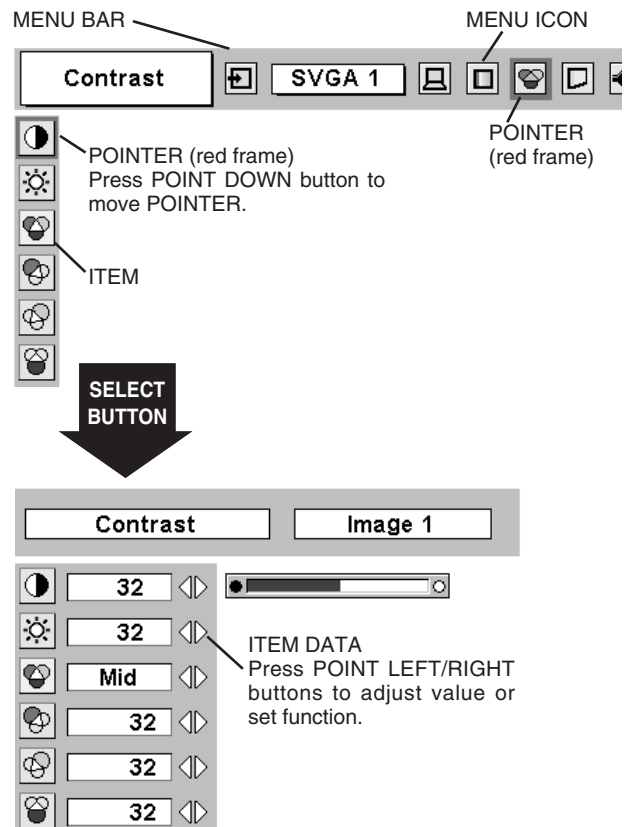 MENU BAR
MENU ICON
Contrast
SVGA 1
POINTER
(red frame)
POINTER (red frame)
Press POINT DOWN button to
move POINTER.
ITEM
SELECT
BUTTON
Contrast
Image 1
32
32
ITEM DATA
Press POINT LEFT/RIGHT
buttons to adjust value or
set function.
Mid
32
32
32